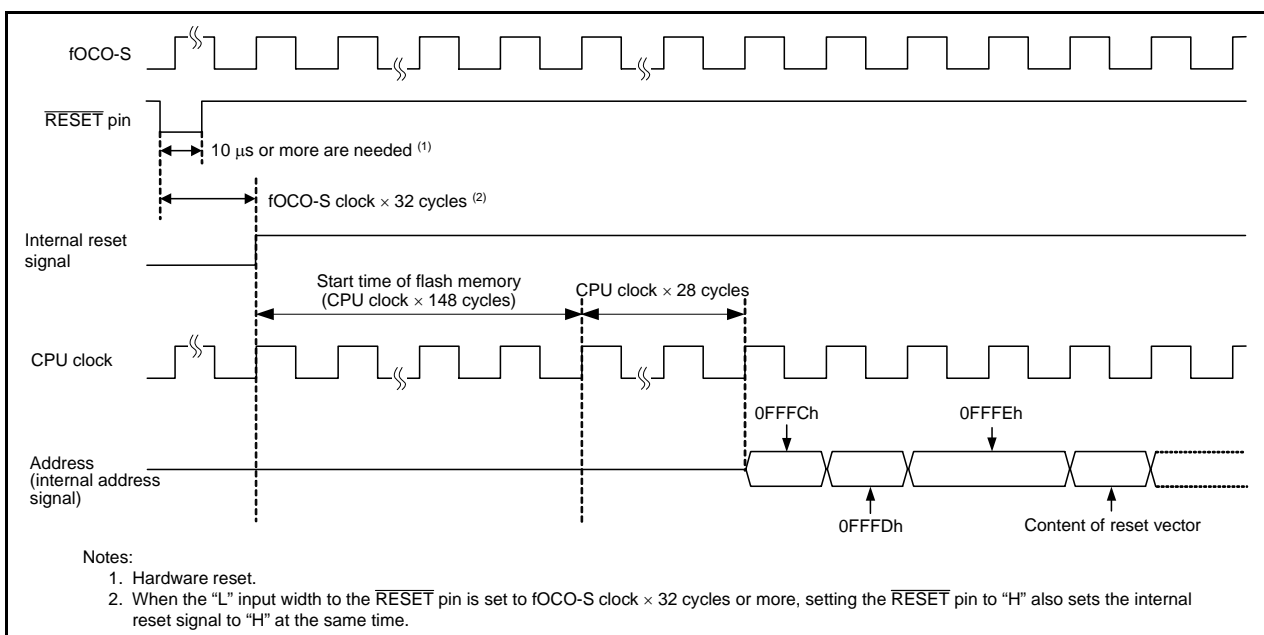 fOCO-S
RESET pin
10 μs or more are needed (1)
fOCO-S clock × 32 cycles (2)
Internal reset
signal
Start time of flash memory
(CPU clock × 148 cycles)
CPU clock × 28 cycles
CPU clock
0FFFCh
0FFFEh
Address
(internal address
signal)
0FFFDh
Content of reset vector
Notes:
1. Hardware reset.
2. When the “L” input width to the RESET pin is set to fOCO-S clock × 32 cycles or more, setting the RESET pin to “H” also sets the internal
reset signal to “H” at the same time.